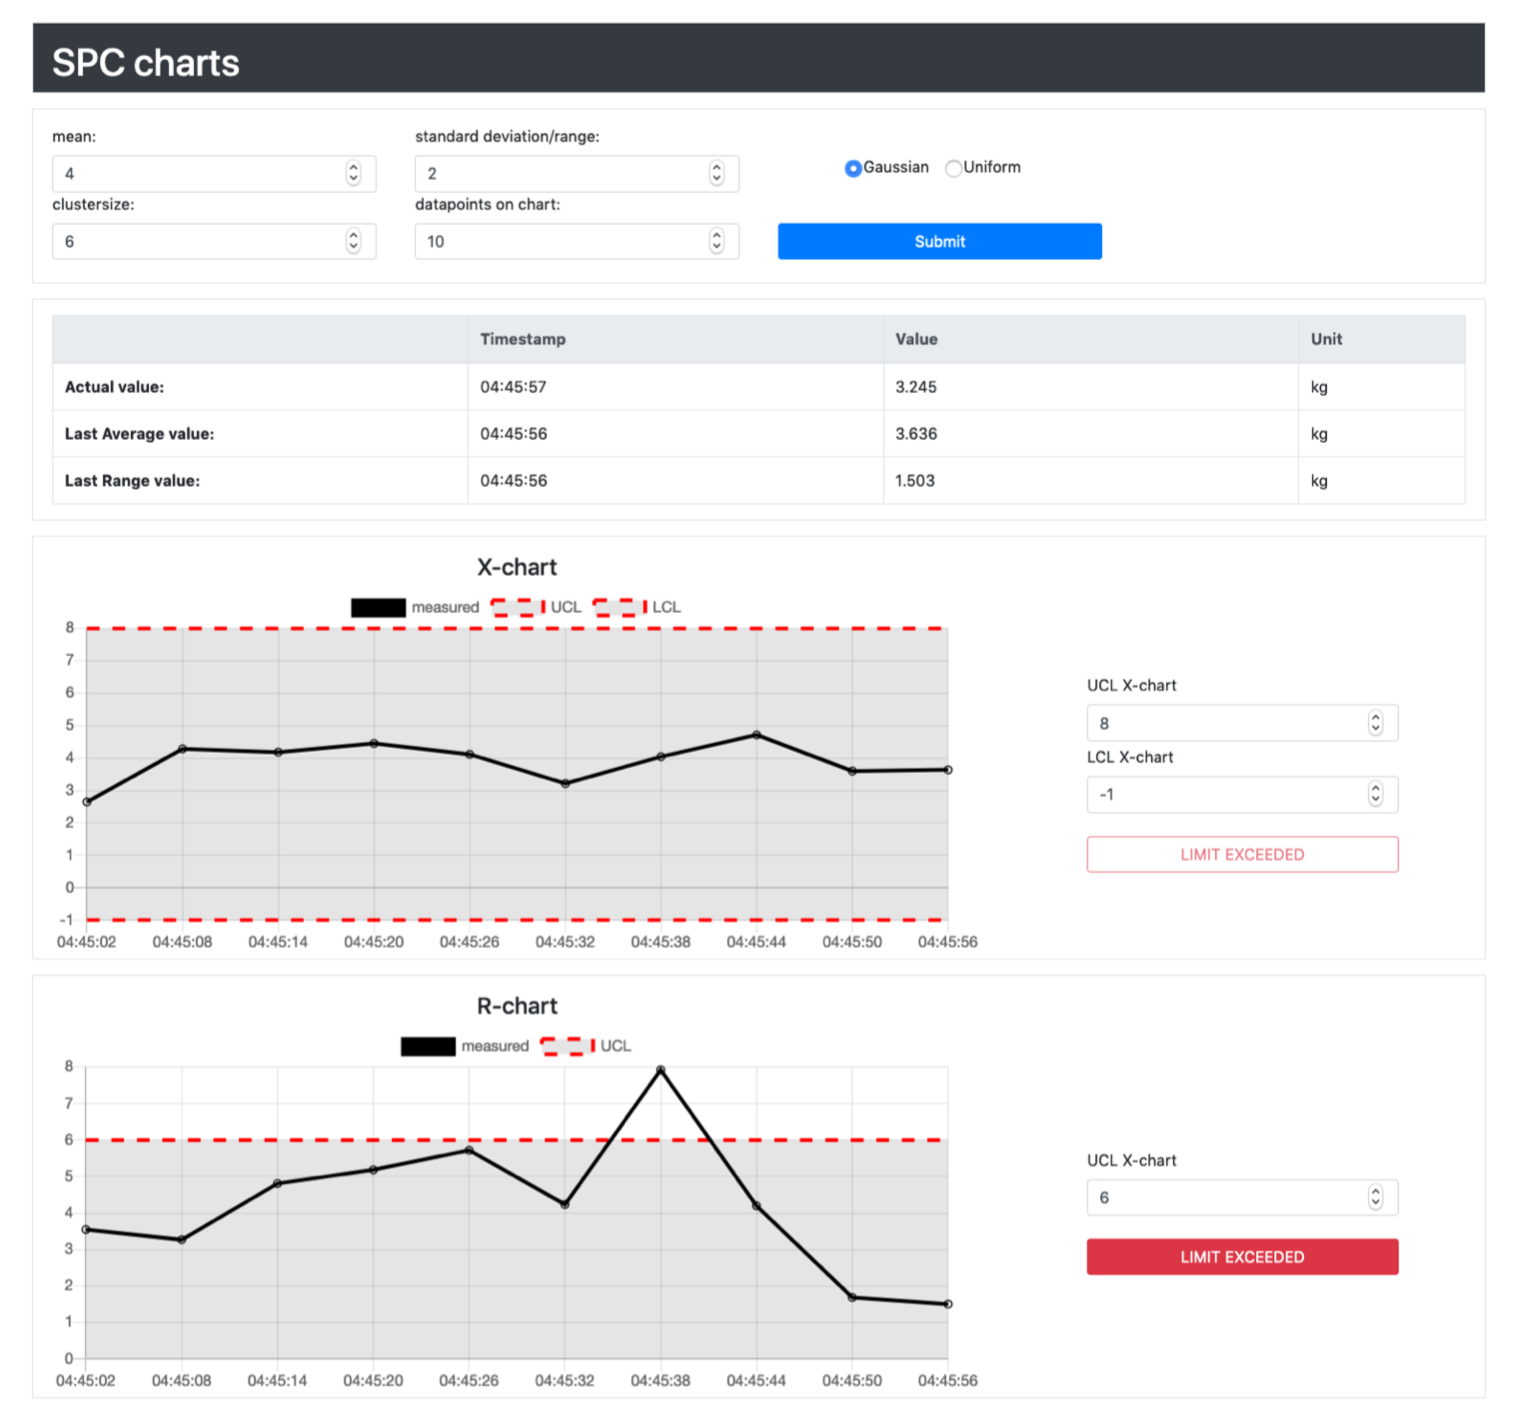 SPC charts
mean: standard deviation/range:
4 2 Gaussian Uniform
clustersize: datapoints on chart:
6 10 Submit
Timestamp Value Unit
Actual value: 04:45:57 3.245 kg
Last Average value: 04:45:56 3.636 kg
Last Range value: 04:45:56 1.503 kg
X-chart
measured UCL LCL
8
7
6
5
4
3
2
1
0
-1
04:45:02 04:45:08 04:45:14 04:45:20 04:45:26 04:45:32 04:45:38 04:45:44 04:45:50 04:45:56
UCL X-chart
8
LCL X-chart
-1
LIMIT EXCEEDED
R-chart
measured UCL
8
7
6
5
4
3
2
1
0
04:45:02 04:45:08 04:45:14 04:45:20 04:45:26 04:45:32 04:45:38 04:45:44 04:45:50 04:45:56
UCL X-chart
6
LIMIT EXCEEDED